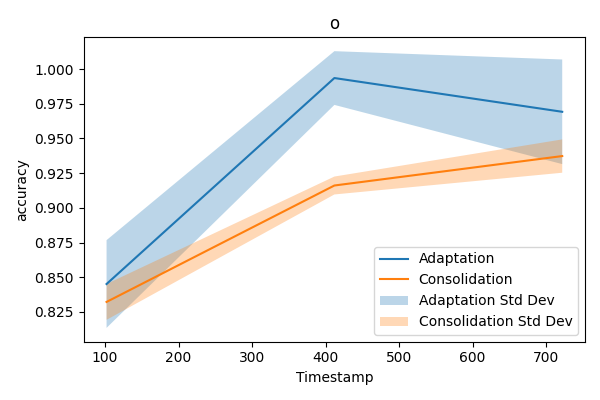 o
1.000
0.975
0.950
0.925
0.900
0.875
0.850
0.825
accuracy
100
200
300
400
500
600
700
Timestamp
Adaptation
Consolidation
Adaptation Std Dev
Consolidation Std Dev